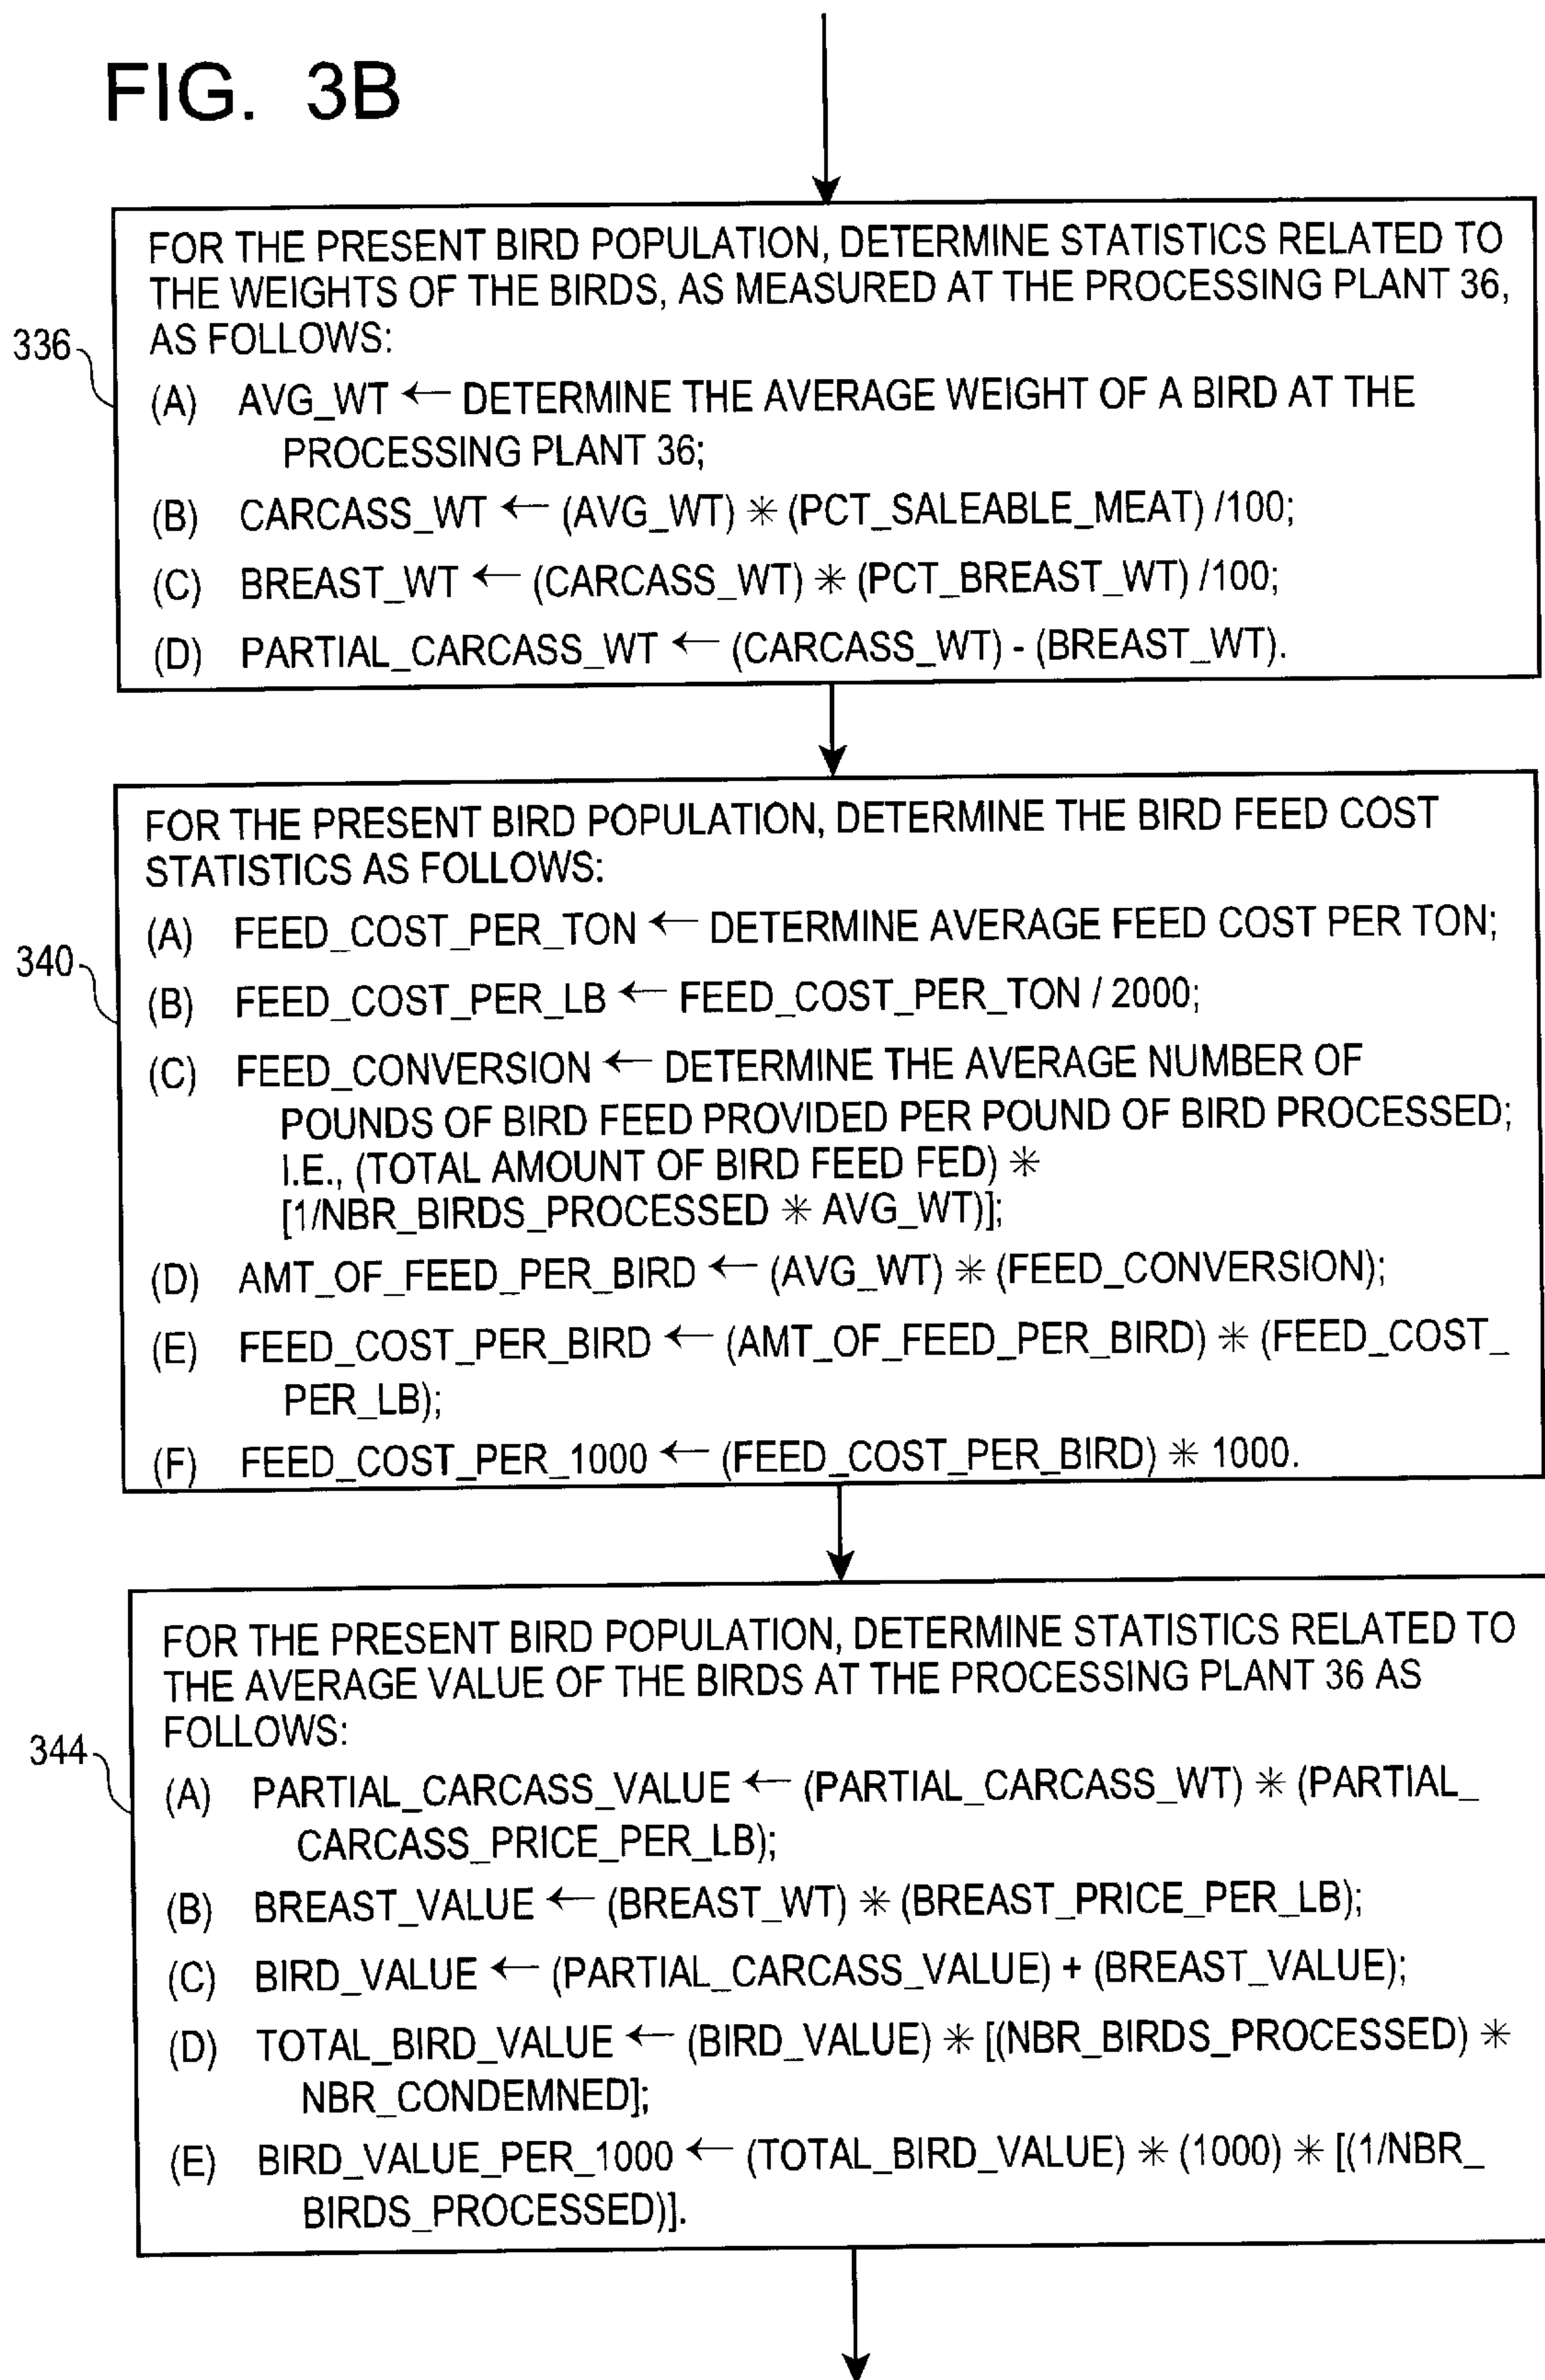 FIG. 3B
FOR THE PRESENT BIRD POPULATION, DETERMINE STATISTICS RELATED TO
THE WEIGHTS OF THE BIRDS, AS MEASURED AT THE PROCESSING PLANT 36,
AS FOLLOWS:
336
(A) AVG_WT ← DETERMINE THE AVERAGE WEIGHT OF A BIRD AT THE
PROCESSING PLANT 36;
(B) CARCASS_WT ← (AVG_WT) * (PCT_SALEABLE_MEAT) /100;
(C) BREAST_WT ← (CARCASS_WT) * (PCT_BREAST_WT) /100;
(D) PARTIAL_CARCASS_WT ← (CARCASS_WT) - (BREAST_WT).
FOR THE PRESENT BIRD POPULATION, DETERMINE THE BIRD FEED COST
STATISTICS AS FOLLOWS:
(A) FEED_COST_PER_TON ← DETERMINE AVERAGE FEED COST PER TON;
340
(B) FEED_COST_PER_LB ← FEED_COST_PER_TON / 2000;
(C) FEED_CONVERSION ← DETERMINE THE AVERAGE NUMBER OF
POUNDS OF BIRD FEED PROVIDED PER POUND OF BIRD PROCESSED;
I.E., (TOTAL AMOUNT OF BIRD FEED FED) *
[1/NBR_BIRDS_PROCESSED * AVG_WT)];
(D) AMT_OF_FEED_PER_BIRD ← (AVG_WT) * (FEED_CONVERSION);
(E) FEED_COST_PER_BIRD ← (AMT_OF_FEED_PER_BIRD) * (FEED_COST_
PER_LB);
(F) FEED_COST_PER_1000 ← (FEED_COST_PER_BIRD) * 1000.
FOR THE PRESENT BIRD POPULATION, DETERMINE STATISTICS RELATED TO
THE AVERAGE VALUE OF THE BIRDS AT THE PROCESSING PLANT 36 AS
FOLLOWS:
344
(A) PARTIAL_CARCASS_VALUE ← (PARTIAL_CARCASS_WT) * (PARTIAL_
CARCASS_PRICE_PER_LB);
(B) BREAST_VALUE ← (BREAST_WT) * (BREAST_PRICE_PER_LB);
(C) BIRD_VALUE ← (PARTIAL_CARCASS_VALUE) + (BREAST_VALUE);
(D) TOTAL_BIRD_VALUE ← (BIRD_VALUE) * [(NBR_BIRDS_PROCESSED) *
NBR_CONDEMNED];
(E) BIRD_VALUE_PER_1000 ← (TOTAL_BIRD_VALUE) * (1000) * [(1/NBR_
BIRDS_PROCESSED)].